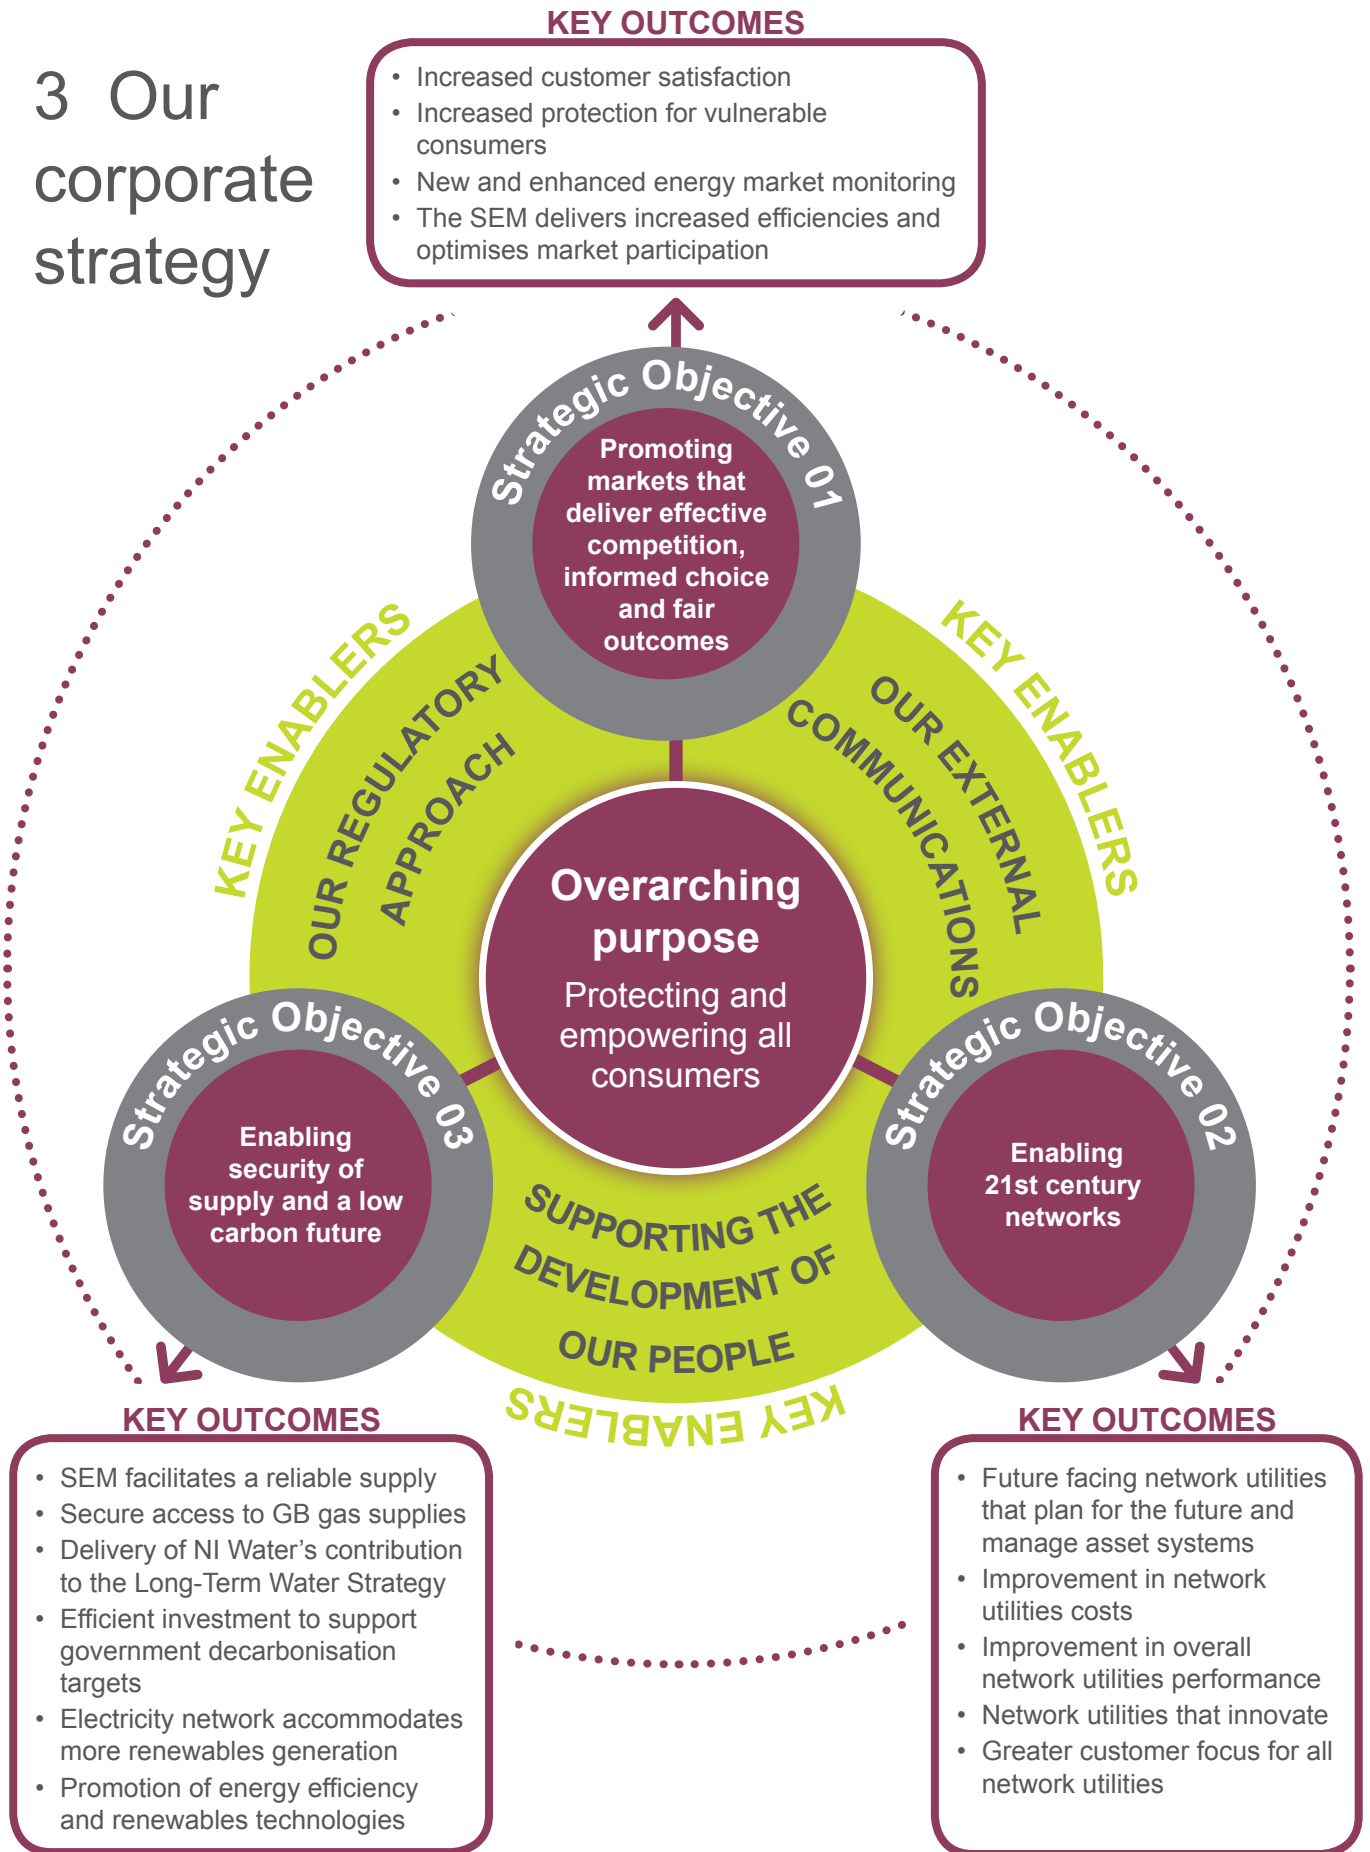 KEY OUTCOMES
3 Our
corporate
strategy
• Increased customer satisfaction
• Increased protection for vulnerable
consumers
• New and enhanced energy market monitoring
• The SEM delivers increased efficiencies and
optimises market participation
Strategic Objective 01
Promoting
markets that
deliver effective
competition,
informed choice
and fair
outcomes
KEY ENABLERS
OUR REGULATORY
APPROACH
KEY ENABLERS
OUR EXTERNAL
COMMUNICATIONS
Overarching
purpose
Protecting and
empowering all
consumers
Strategic Objective 03
Enabling
security of
supply and a low
carbon future
Strategic Objective 02
Enabling
21st century
networks
SUPPORTING THE
DEVELOPMENT OF
OUR PEOPLE
KEY ENABLERS
KEY OUTCOMES
• SEM facilitates a reliable supply
• Secure access to GB gas supplies
• Delivery of NI Water’s contribution
to the Long-Term Water Strategy
• Efficient investment to support
government decarbonisation
targets
• Electricity network accommodates
more renewables generation
• Promotion of energy efficiency
and renewables technologies
KEY OUTCOMES
• Future facing network utilities
that plan for the future and
manage asset systems
• Improvement in network
utilities costs
• Improvement in overall
network utilities performance
• Network utilities that innovate
• Greater customer focus for all
network utilities